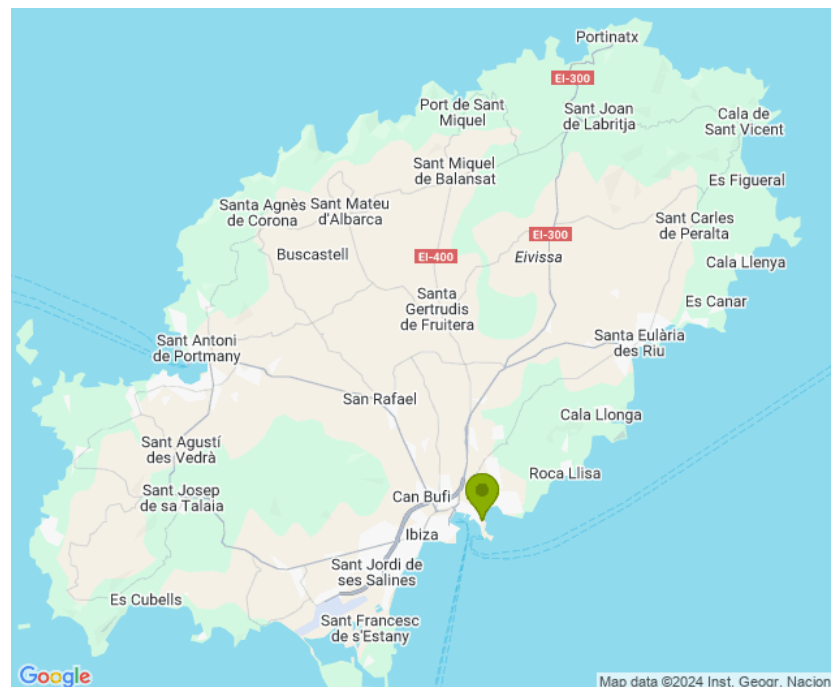 Portinatx
EI-300
Port de Sant
Miquel
Sant Joan
de Labritja
Cala de
Sant Vicent
Sant Miquel
de Balansat
Es Figueral
Santa Agnès
de Corona
Sant Mateu
d'Albarca
Sant Carles
de Peralta
EI-300
Buscastell
EI-400
Eivissa
Cala Llenya
Santa
Gertrudis
de Fruitera
Es Canar
Sant Antoni
de Portmany
Santa Eulària
des Riu
San Rafael
Cala Llonga
Sant Agustí
des Vedrà
Roca Llisa
Sant Josep
de sa Talaia
Can Bufi
Ibiza
Sant Jordi de
ses Salines
Es Cubells
Sant Francesc
de s'Estany
Google
Map data ©2024 Inst. Geogr. Nacion